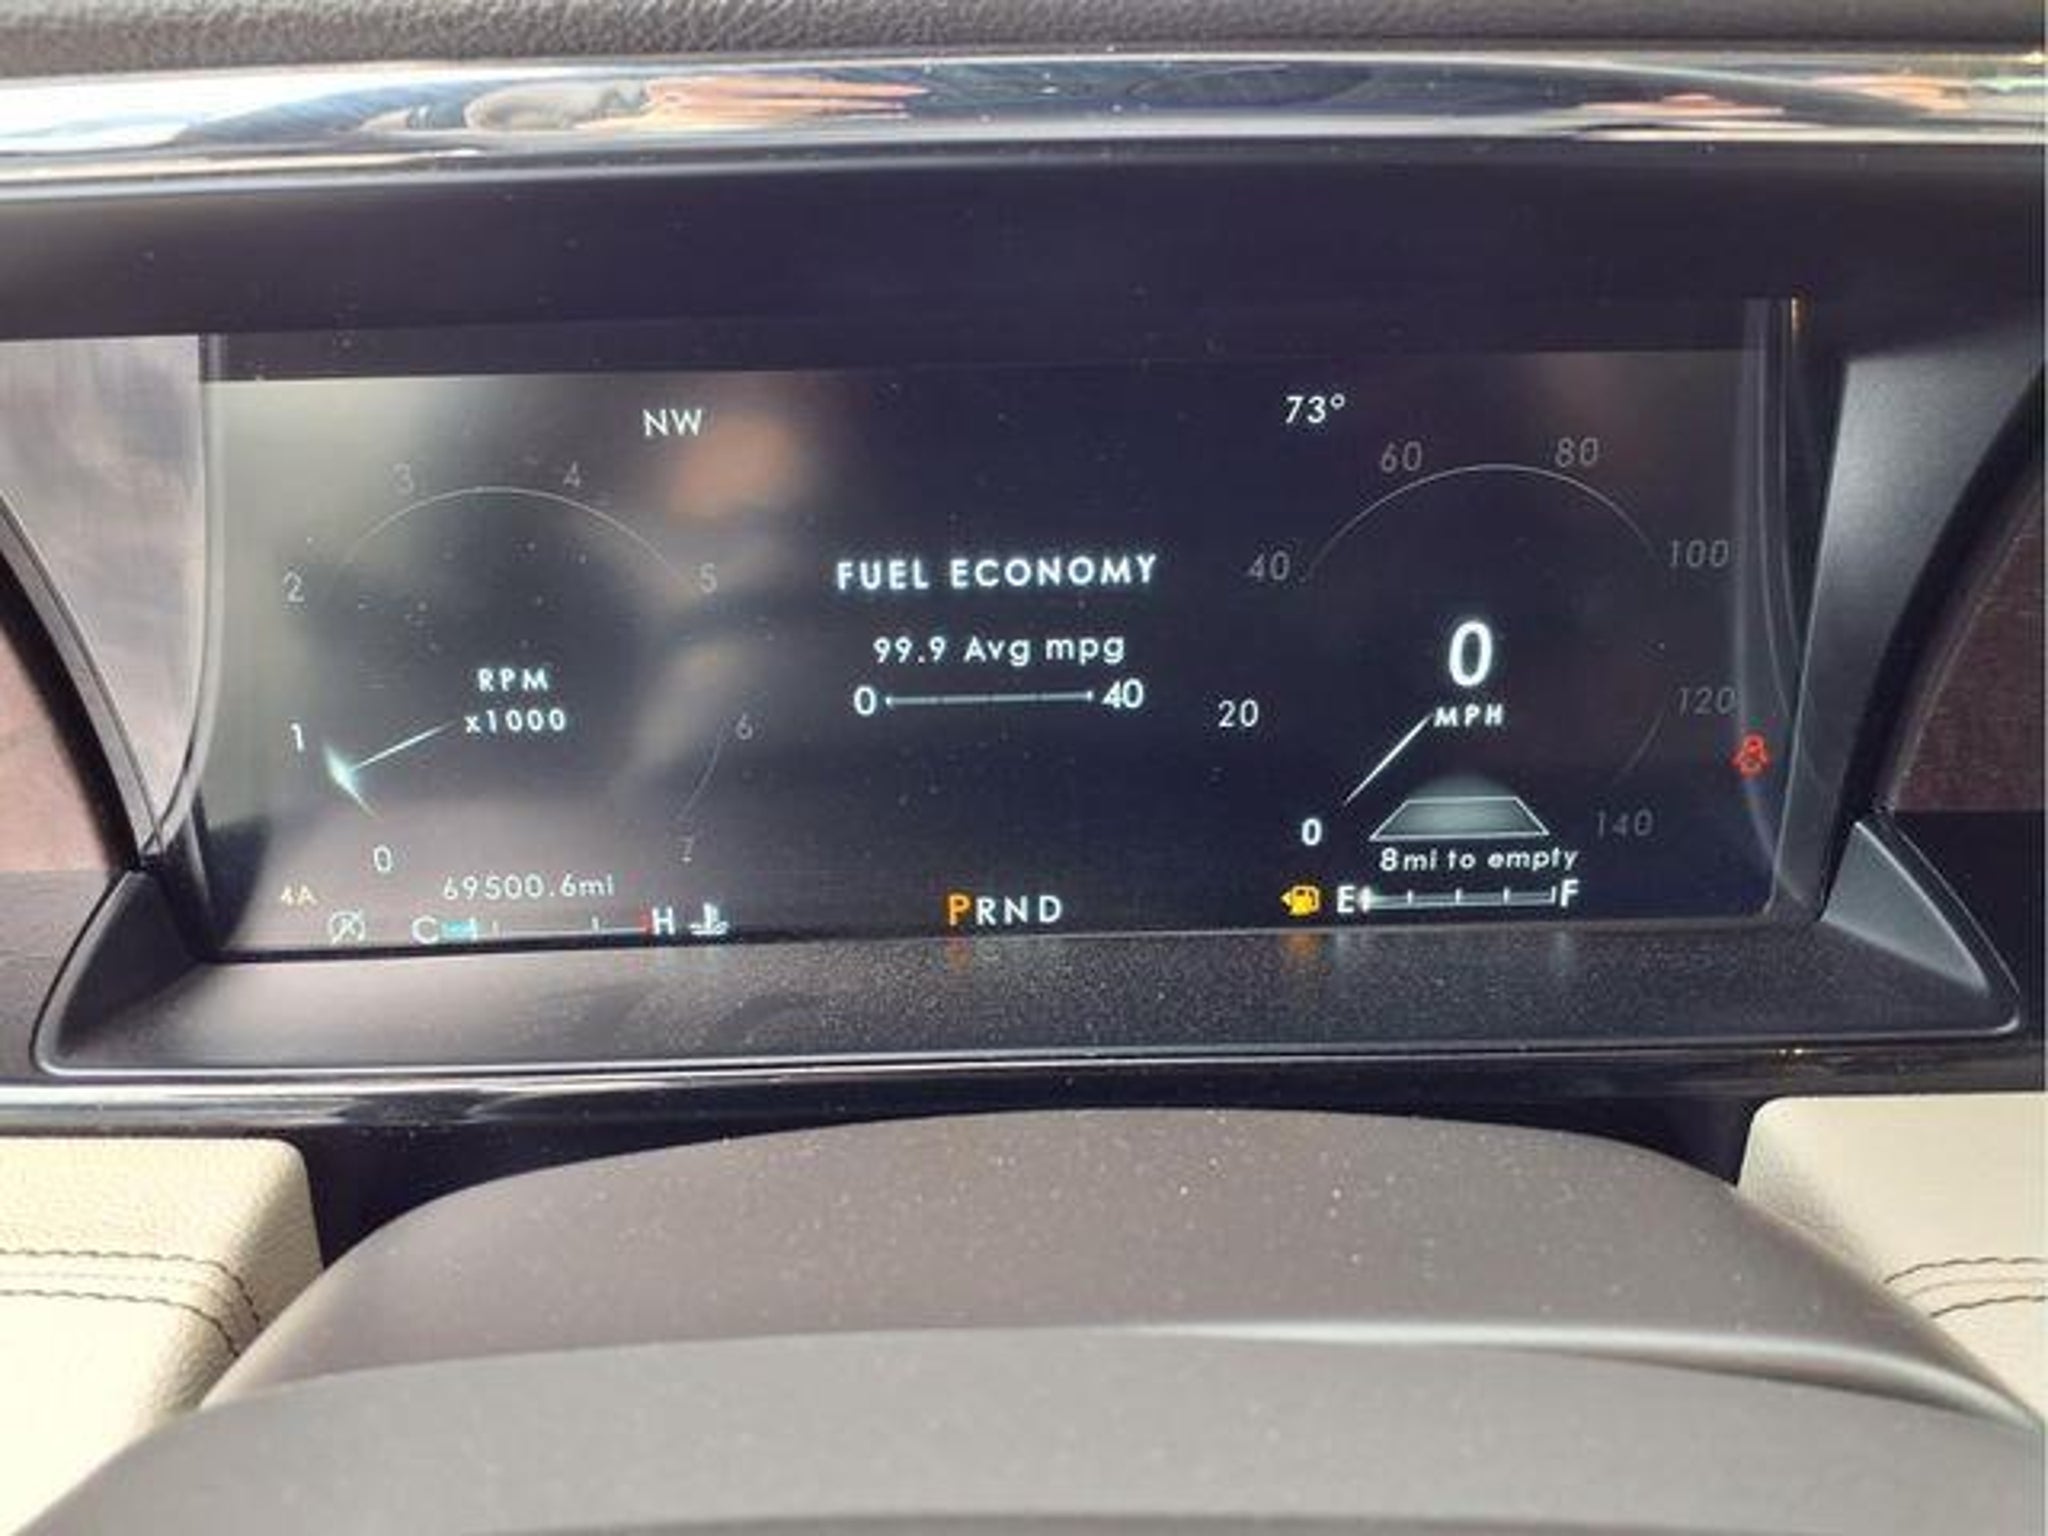 NW
73°
3 4
60 80
2 5
40 100
FUEL ECONOMY
99.9 Avg mpg
0 40
RPM
x1000
1 6
0
MPH
20 120
0 7
0 140
8mi to empty
4A
69500.6mi
C H
PRND
E F